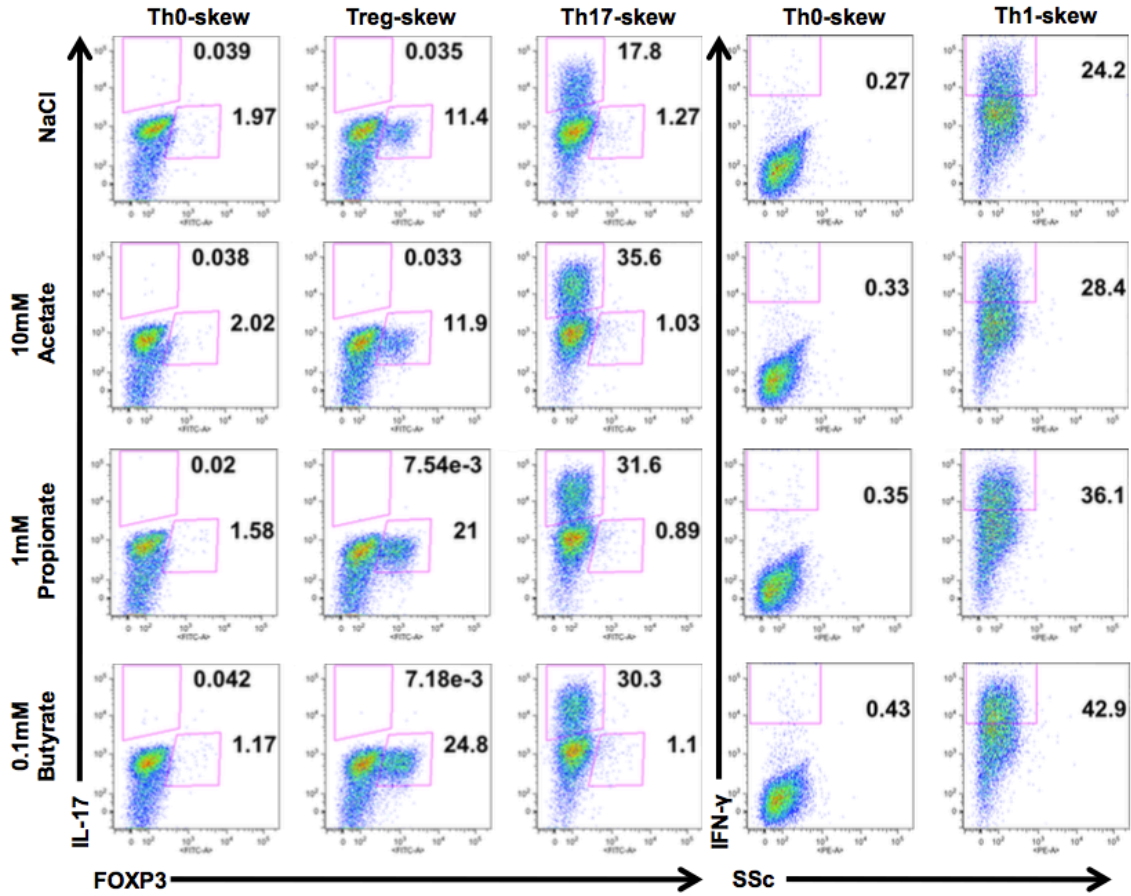 Th0-skew Treg-skew Th17-skew Th0-skew Th1-skew
NaCl
0.039 0.035 17.8 0.27 24.2
1.97 11.4 1.27
10mM
Acetate
0.038 0.033 35.6 0.33 28.4
2.02 11.9 1.03
1mM
Propionate
0.02 7.54e-3 31.6 0.35 36.1
1.58 21 0.89
0.1mM
Butyrate
0.042 7.18e-3 30.3 0.43 42.9
1.17 24.8 1.1
IL-17 IFN-γ
FOXP3 SSc